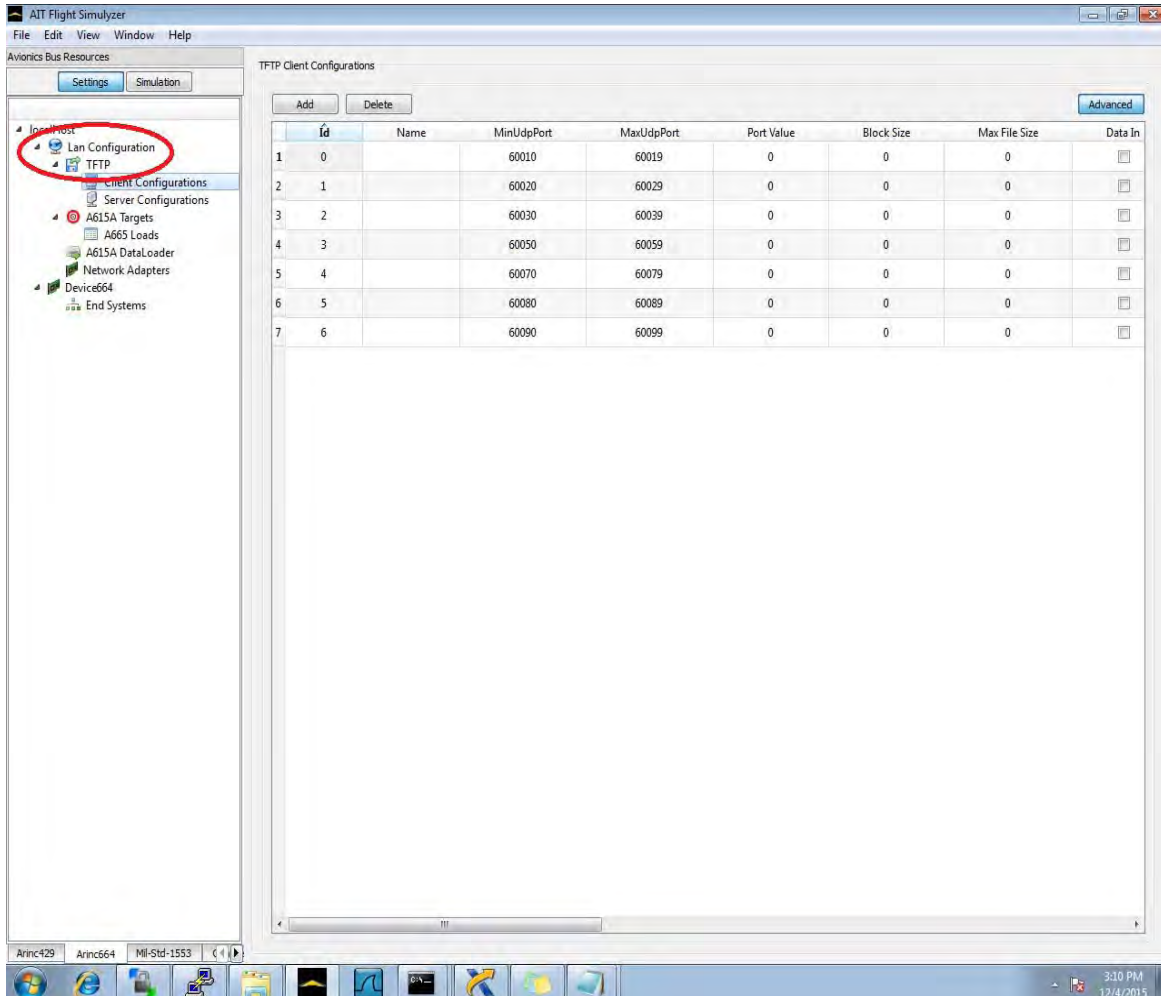 AIT Flight Simulyzer
File Edit View Window Help
Avionics Bus Resources
Settings Simulation
localHost
Lan Configuration
TFTP
Client Configurations
Server Configurations
A615A Targets
A665 Loads
A615A DataLoader
Network Adapters
Device664
End Systems
TFTP Client Configurations
Add Delete Advanced
Id Name MinUdpPort MaxUdpPort Port Value Block Size Max File Size Data In
1 0 60010 60019 0 0 0
2 1 60020 60029 0 0 0
3 2 60030 60039 0 0 0
4 3 60050 60059 0 0 0
5 4 60070 60079 0 0 0
6 5 60080 60089 0 0 0
7 6 60090 60099 0 0 0
Arinc429 Arinc664 Mil-Std-1553
C:\_
3:10 PM
12/4/2015